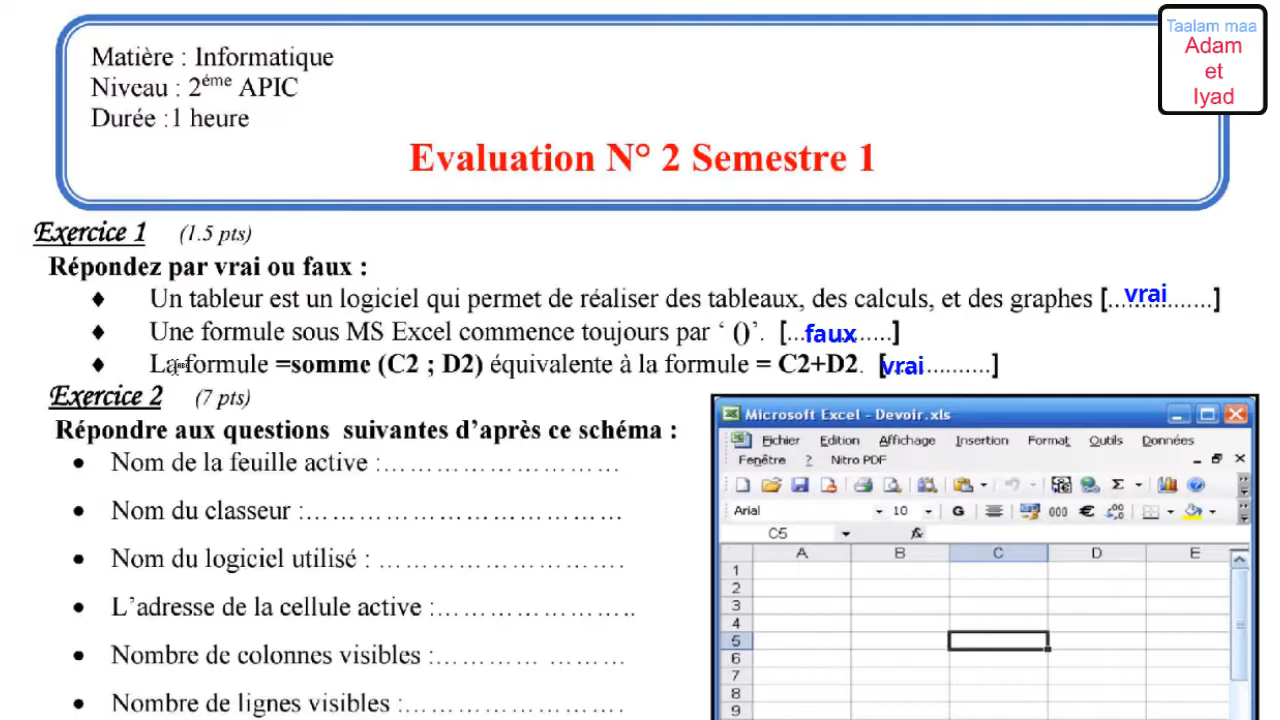 Taalam maa
Adam
et
Iyad
Matière : Informatique
Niveau : 2éme APIC
Durée :1 heure
Evaluation N° 2 Semestre 1
Exercice 1 (1.5 pts)
Répondez par vrai ou faux :
♦ Un tableur est un logiciel qui permet de réaliser des tableaux, des calculs, et des graphes [...vrai...]
♦ Une formule sous MS Excel commence toujours par ‘ ()’. [...faux.....]
♦ La formule =somme (C2 ; D2) équivalente à la formule = C2+D2. [vrai............]
Exercice 2 (7 pts)
Répondre aux questions suivantes d’après ce schéma :
• Nom de la feuille active :………………………
• Nom du classeur :………………………………
• Nom du logiciel utilisé : ………………………
• L’adresse de la cellule active :…………………..
• Nombre de colonnes visibles :………… ………
• Nombre de lignes visibles :……………………
Microsoft Excel - Devoir.xls
Fichier Edition Affichage Insertion Format Outils Données
Fenêtre ? Nitro PDF
Arial 10 G 000 €
C5 fx
A B C D E
1
2
3
4
5
6
7
8
9